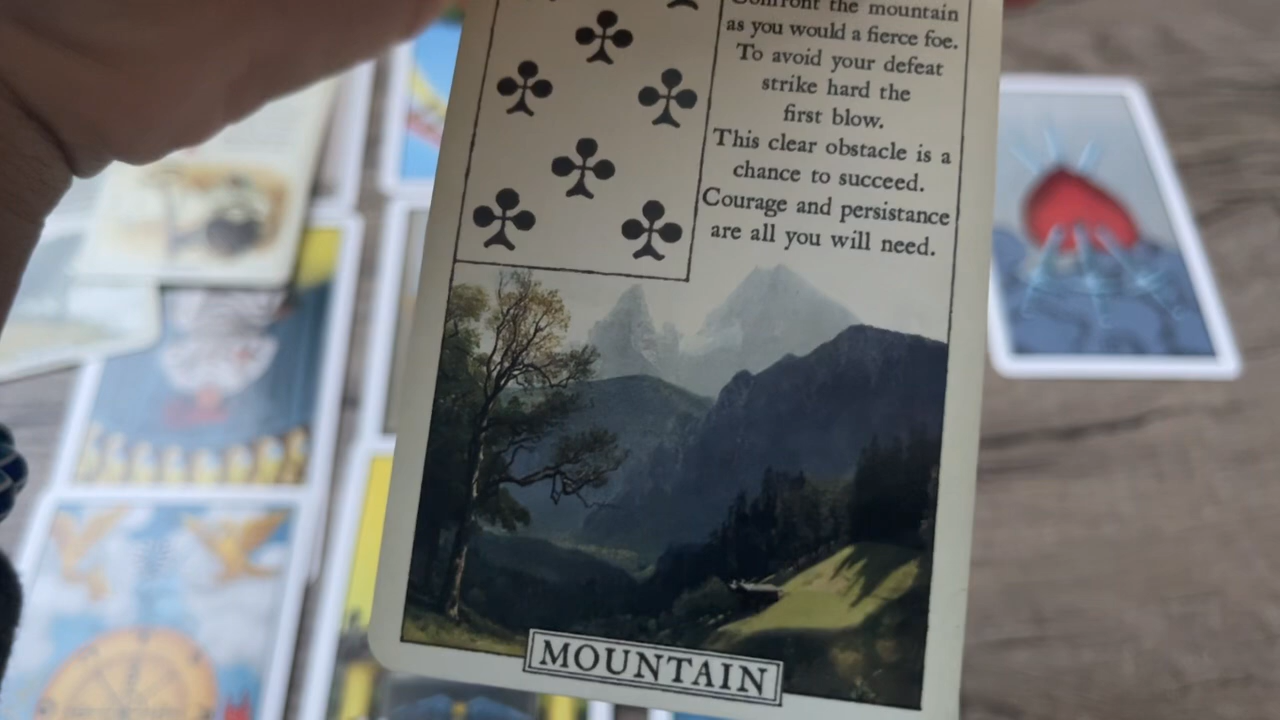 Confront the mountain
as you would a fierce foe.
To avoid your defeat
strike hard the
first blow.
This clear obstacle is a
chance to succeed.
Courage and persistance
are all you will need.
MOUNTAIN